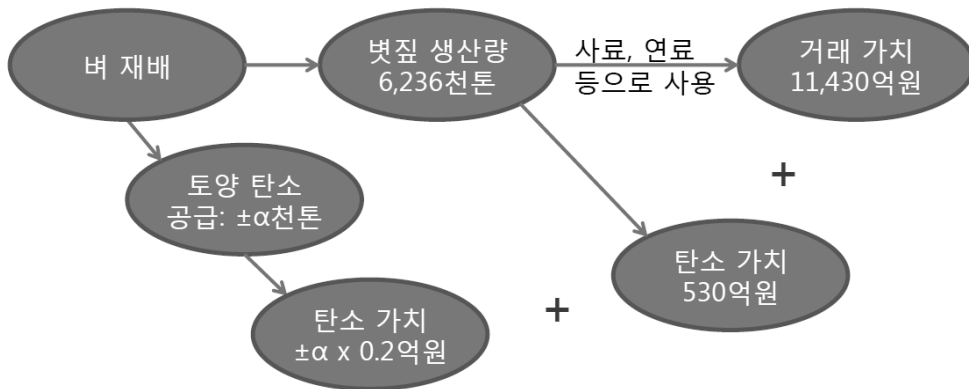 벼 재배
볏짚 생산량
6,236천톤
사료, 연료
등으로 사용
거래 가치
11,430억원
+
토양 탄소
공급: ±α천톤
탄소 가치
530억원
+
탄소 가치
±α x 0.2억원